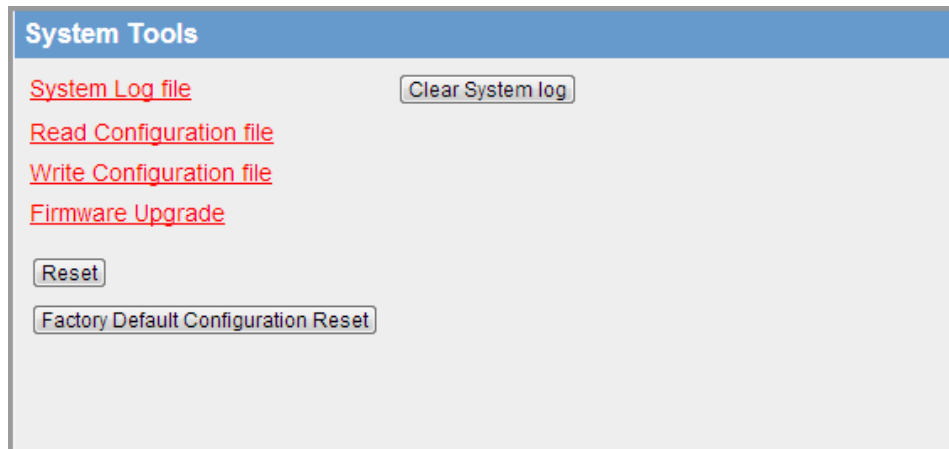 System Tools
System Log file Clear System log
Read Configuration file
Write Configuration file
Firmware Upgrade
Reset
Factory Default Configuration Reset